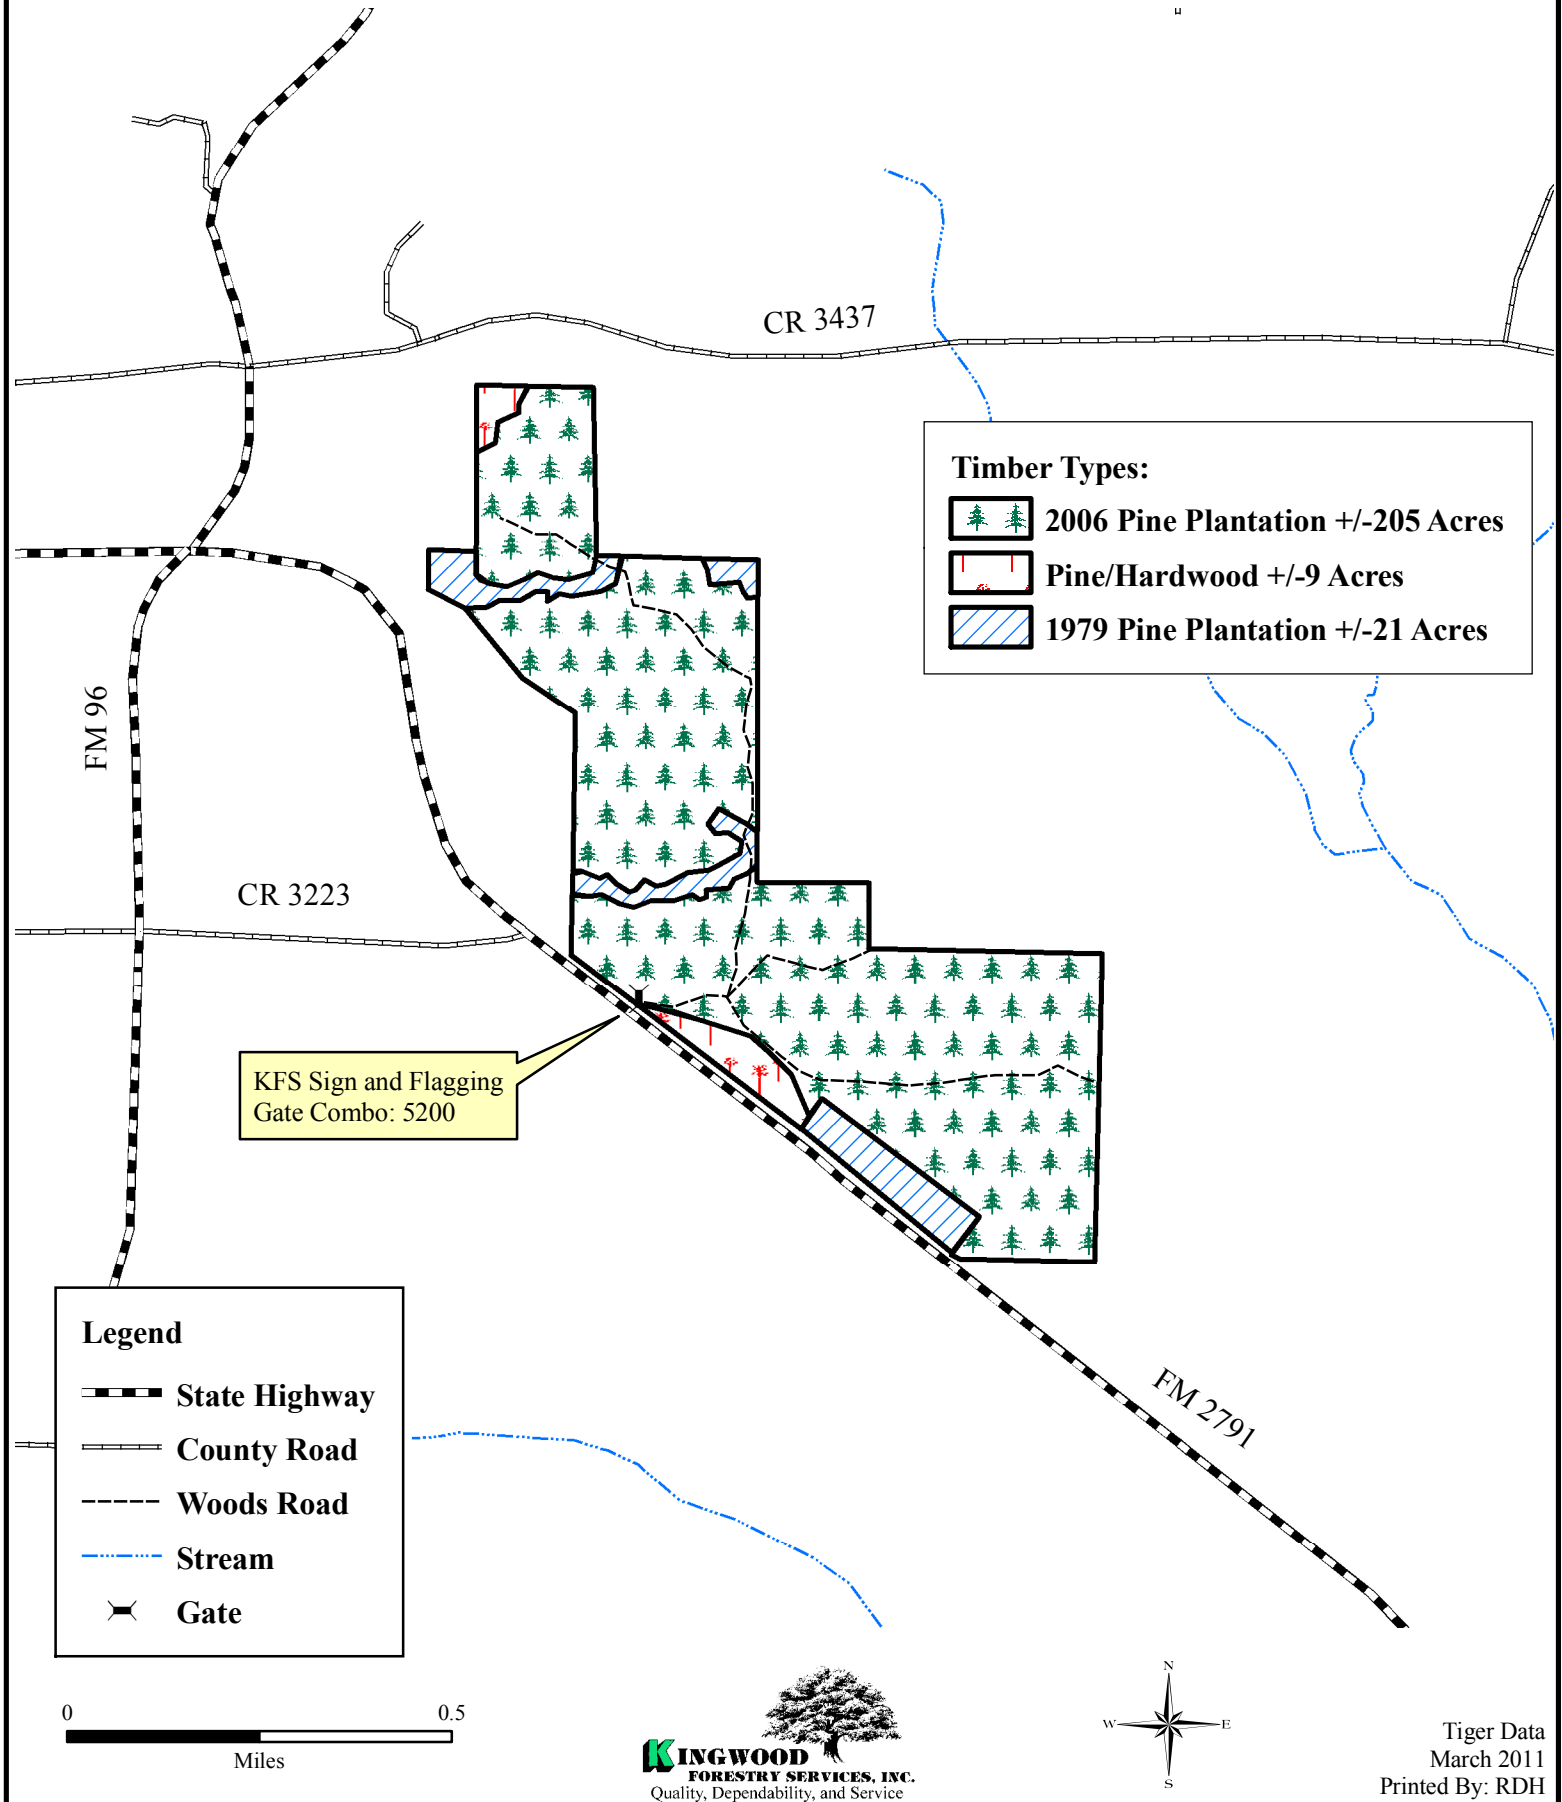 CR 3437
Timber Types:
2006 Pine Plantation +/-205 Acres
Pine/Hardwood +/-9 Acres
1979 Pine Plantation +/-21 Acres
FM 96
CR 3223
KFS Sign and Flagging
Gate Combo: 5200
Legend
State Highway
County Road
Woods Road
Stream
Gate
FM 2791
0 0.5
Miles
KINGWOOD
FORESTRY SERVICES, INC.
Quality, Dependability, and Service
N
W E
S
Tiger Data
March 2011
Printed By: RDH